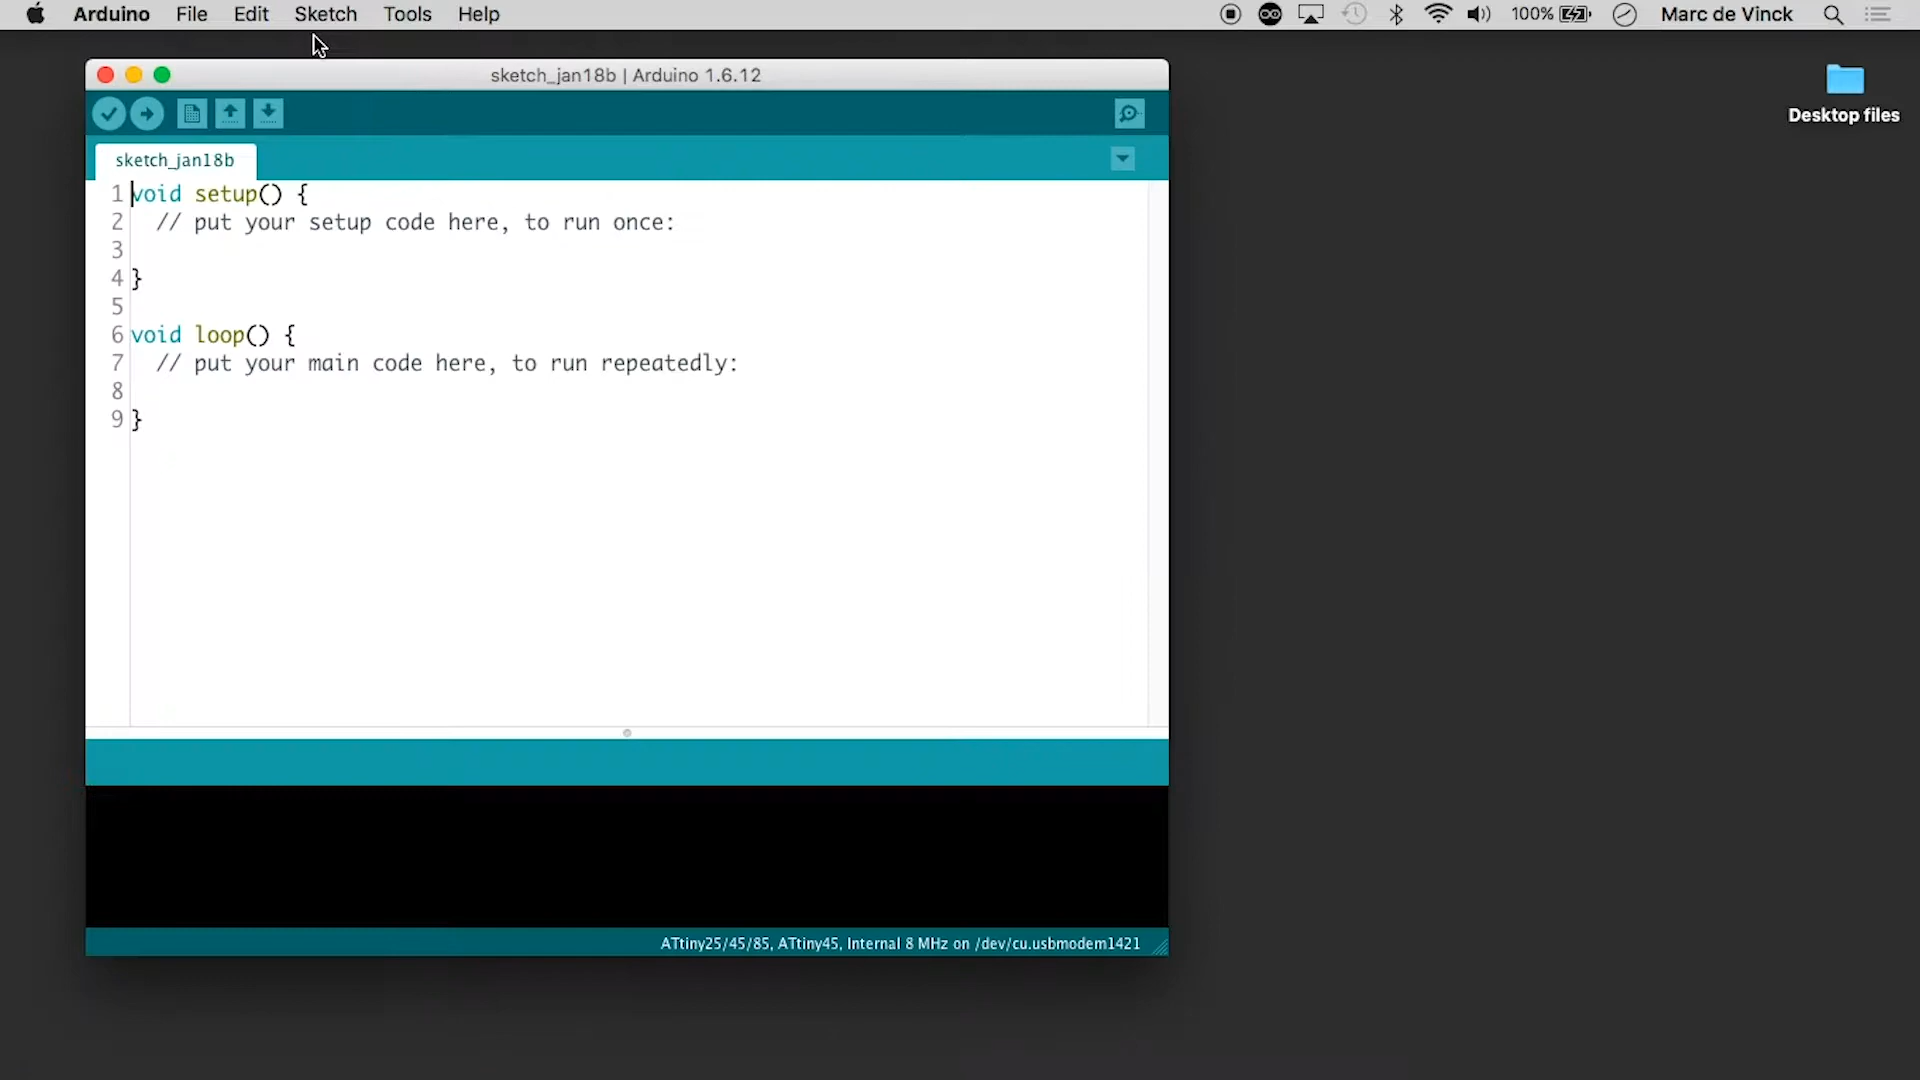 Arduino File Edit Sketch Tools Help 100% Marc de Vinck
sketch_jan18b | Arduino 1.6.12
Desktop files
sketch_jan18b
1 void setup() {
2   // put your setup code here, to run once:
3
4 }
5
6 void loop() {
7   // put your main code here, to run repeatedly:
8
9 }
ATtiny25/45/85, ATtiny45, Internal 8 MHz on /dev/cu.usbmodem1421